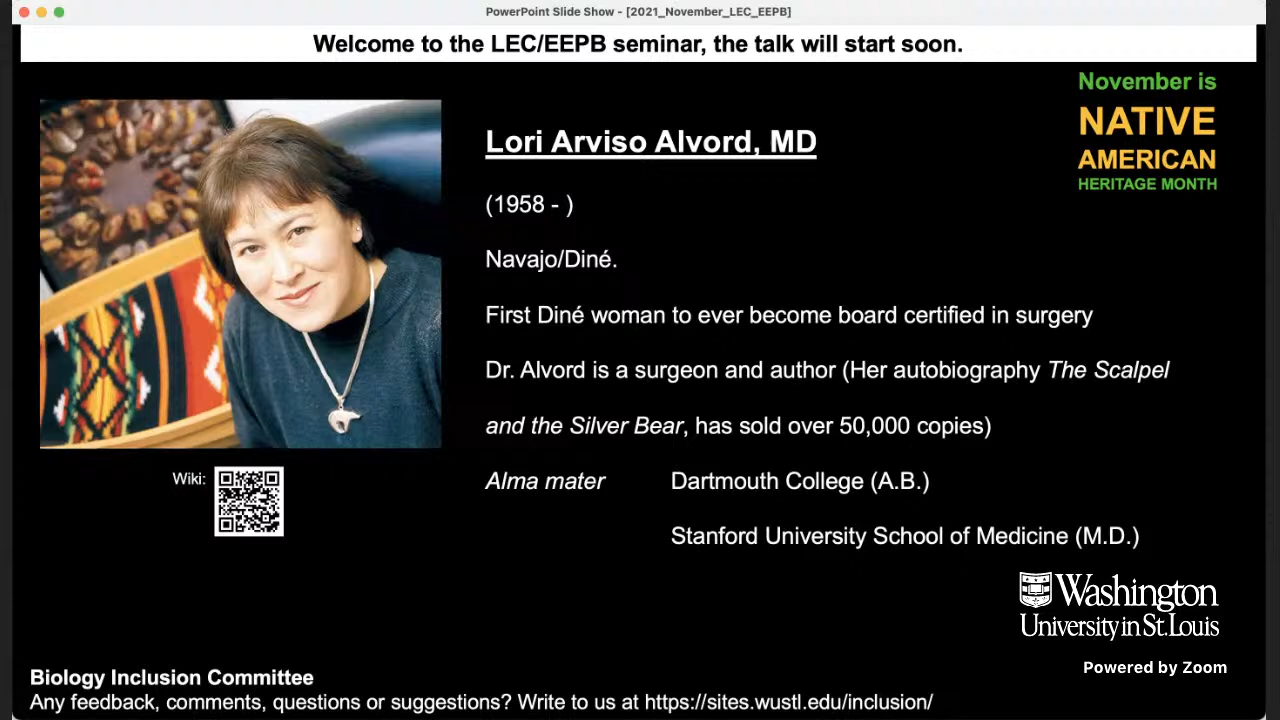 PowerPoint Slide Show - [2021_November_LEC_EEPB]
Welcome to the LEC/EEPB seminar, the talk will start soon.
November is
NATIVE
AMERICAN
HERITAGE MONTH
Lori Arviso Alvord, MD
(1958 - )
Navajo/Diné.
First Diné woman to ever become board certified in surgery
Dr. Alvord is a surgeon and author (Her autobiography The Scalpel
and the Silver Bear, has sold over 50,000 copies)
Wiki:
Alma mater Dartmouth College (A.B.)
Stanford University School of Medicine (M.D.)
Washington
University in St. Louis
Powered by Zoom
Biology Inclusion Committee
Any feedback, comments, questions or suggestions? Write to us at https://sites.wustl.edu/inclusion/